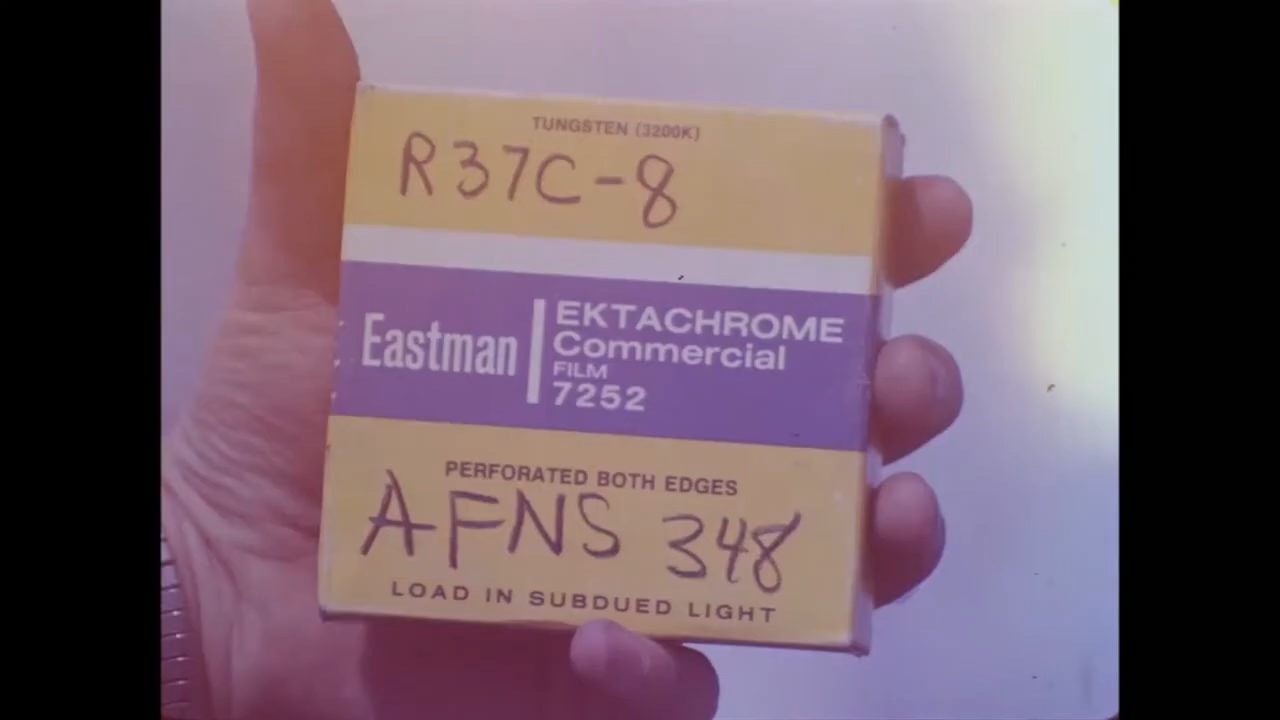 TUNGSTEN (3200K)
R37C-8
Eastman
EKTACHROME
Commercial
FILM
7252
PERFORATED BOTH EDGES
AFNS 348
LOAD IN SUBDUED LIGHT